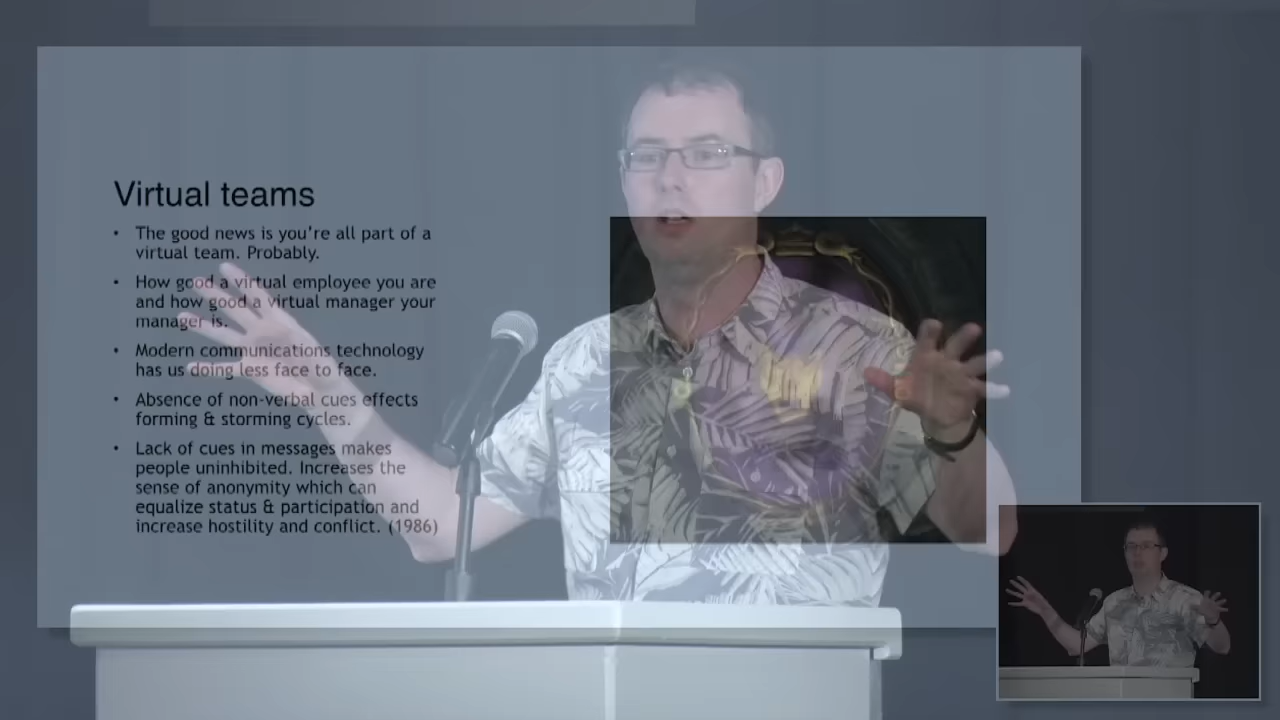 Virtual teams
• The good news is you're all part of a
virtual team. Probably.
• How good a virtual employee you are
and how good a virtual manager your
manager is.
• Modern communications technology
has us doing less face to face.
• Absence of non-verbal cues effects
forming & storming cycles.
• Lack of cues in messages makes
people uninhibited. Increases the
sense of anonymity which can
equalize status & participation and
increase hostility and conflict. (1986)